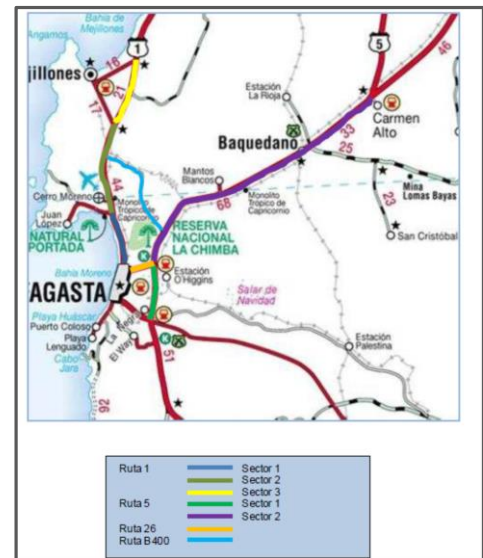 Bahía de
Mejillones
Angamos
jillones
1
5
46
16
21
17
Estación
La Rioja
Carmen
Alto
Baquedano
33
25
Mantos
Blancos
44
Cerro Moreno
Monolito
Trópico de
Capricornio
68
Monolito
Trópico de
Capricornio
Mina
Lomas Bayas
23
Juan
López
NATURAL
PORTADA
RESERVA
NACIONAL
LA CHIMBA
K
San Cristóbal
Bahía Moreno
Estación
O'Higgins
AGASTA
Salar de
Navidad
Playa Huáscar
Puerto Coloso
Playa
Lenguado
La Negra
El Way
K
Cabo
Jara
51
Estación
Palestina
92
Ruta 1 Sector 1
Sector 2
Sector 3
Ruta 5 Sector 1
Sector 2
Ruta 26
Ruta B400